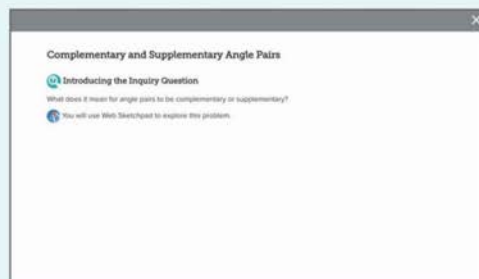 Complementary and Supplementary Angle Pairs
Introducing the Inquiry Question
What does it mean for angle pairs to be complementary or supplementary?
You will use Web Sketchpad to explore this problem.